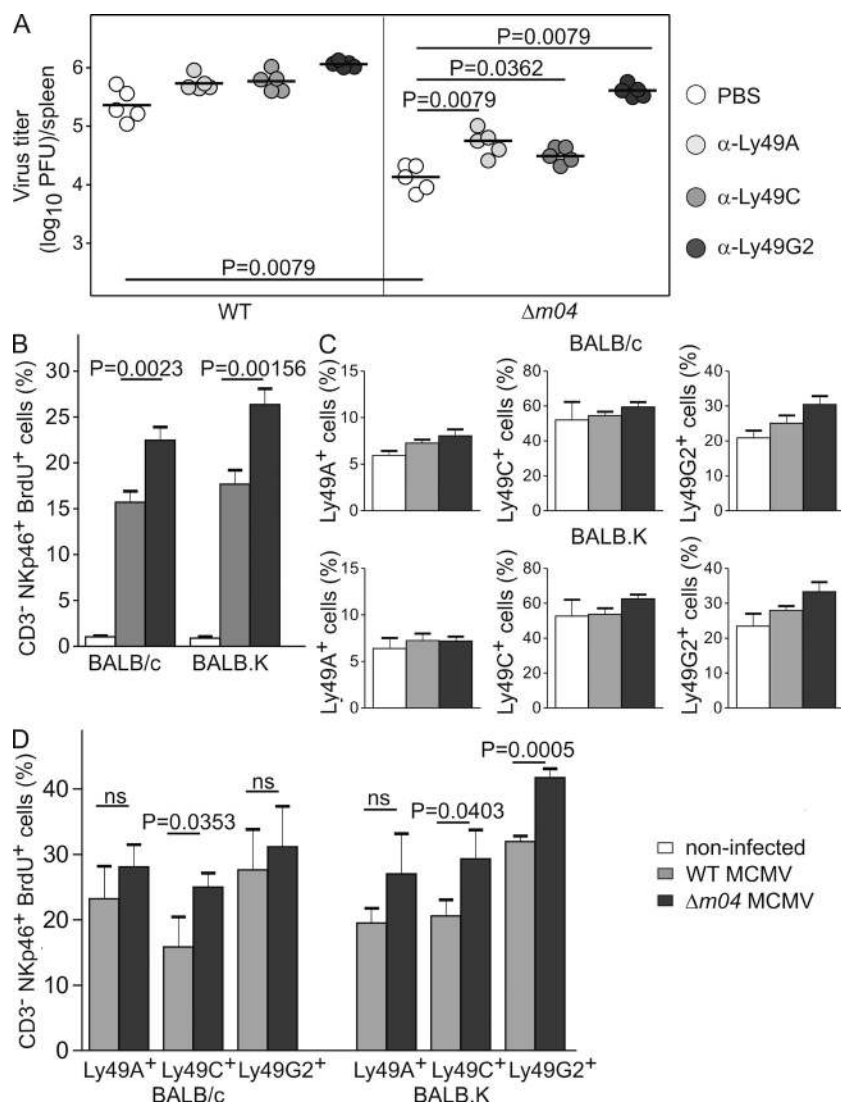 A
Virus titer
(log10 PFU)/spleen
6
5
4
3
P=0.0079
P=0.0362
P=0.0079
P=0.0079
WT
Δm04
PBS
α-Ly49A
α-Ly49C
α-Ly49G2
B
CD3- NKp46+ BrdU+ cells (%)
30
25
20
15
10
5
0
P=0.0023
P=0.00156
BALB/c
BALB.K
C
BALB/c
Ly49A+ cells (%)
15
10
5
0
Ly49C+ cells (%)
80
60
40
20
0
Ly49G2+ cells (%)
40
30
20
10
0
BALB.K
Ly49A+ cells (%)
15
10
5
0
Ly49C+ cells (%)
80
60
40
20
0
Ly49G2+ cells (%)
40
30
20
10
0
D
CD3- NKp46+ BrdU+ cells (%)
40
30
20
10
0
ns
P=0.0353
ns
ns
P=0.0403
P=0.0005
Ly49A+ Ly49C+ Ly49G2+
BALB/c
Ly49A+ Ly49C+ Ly49G2+
BALB.K
non-infected
WT MCMV
Δm04 MCMV